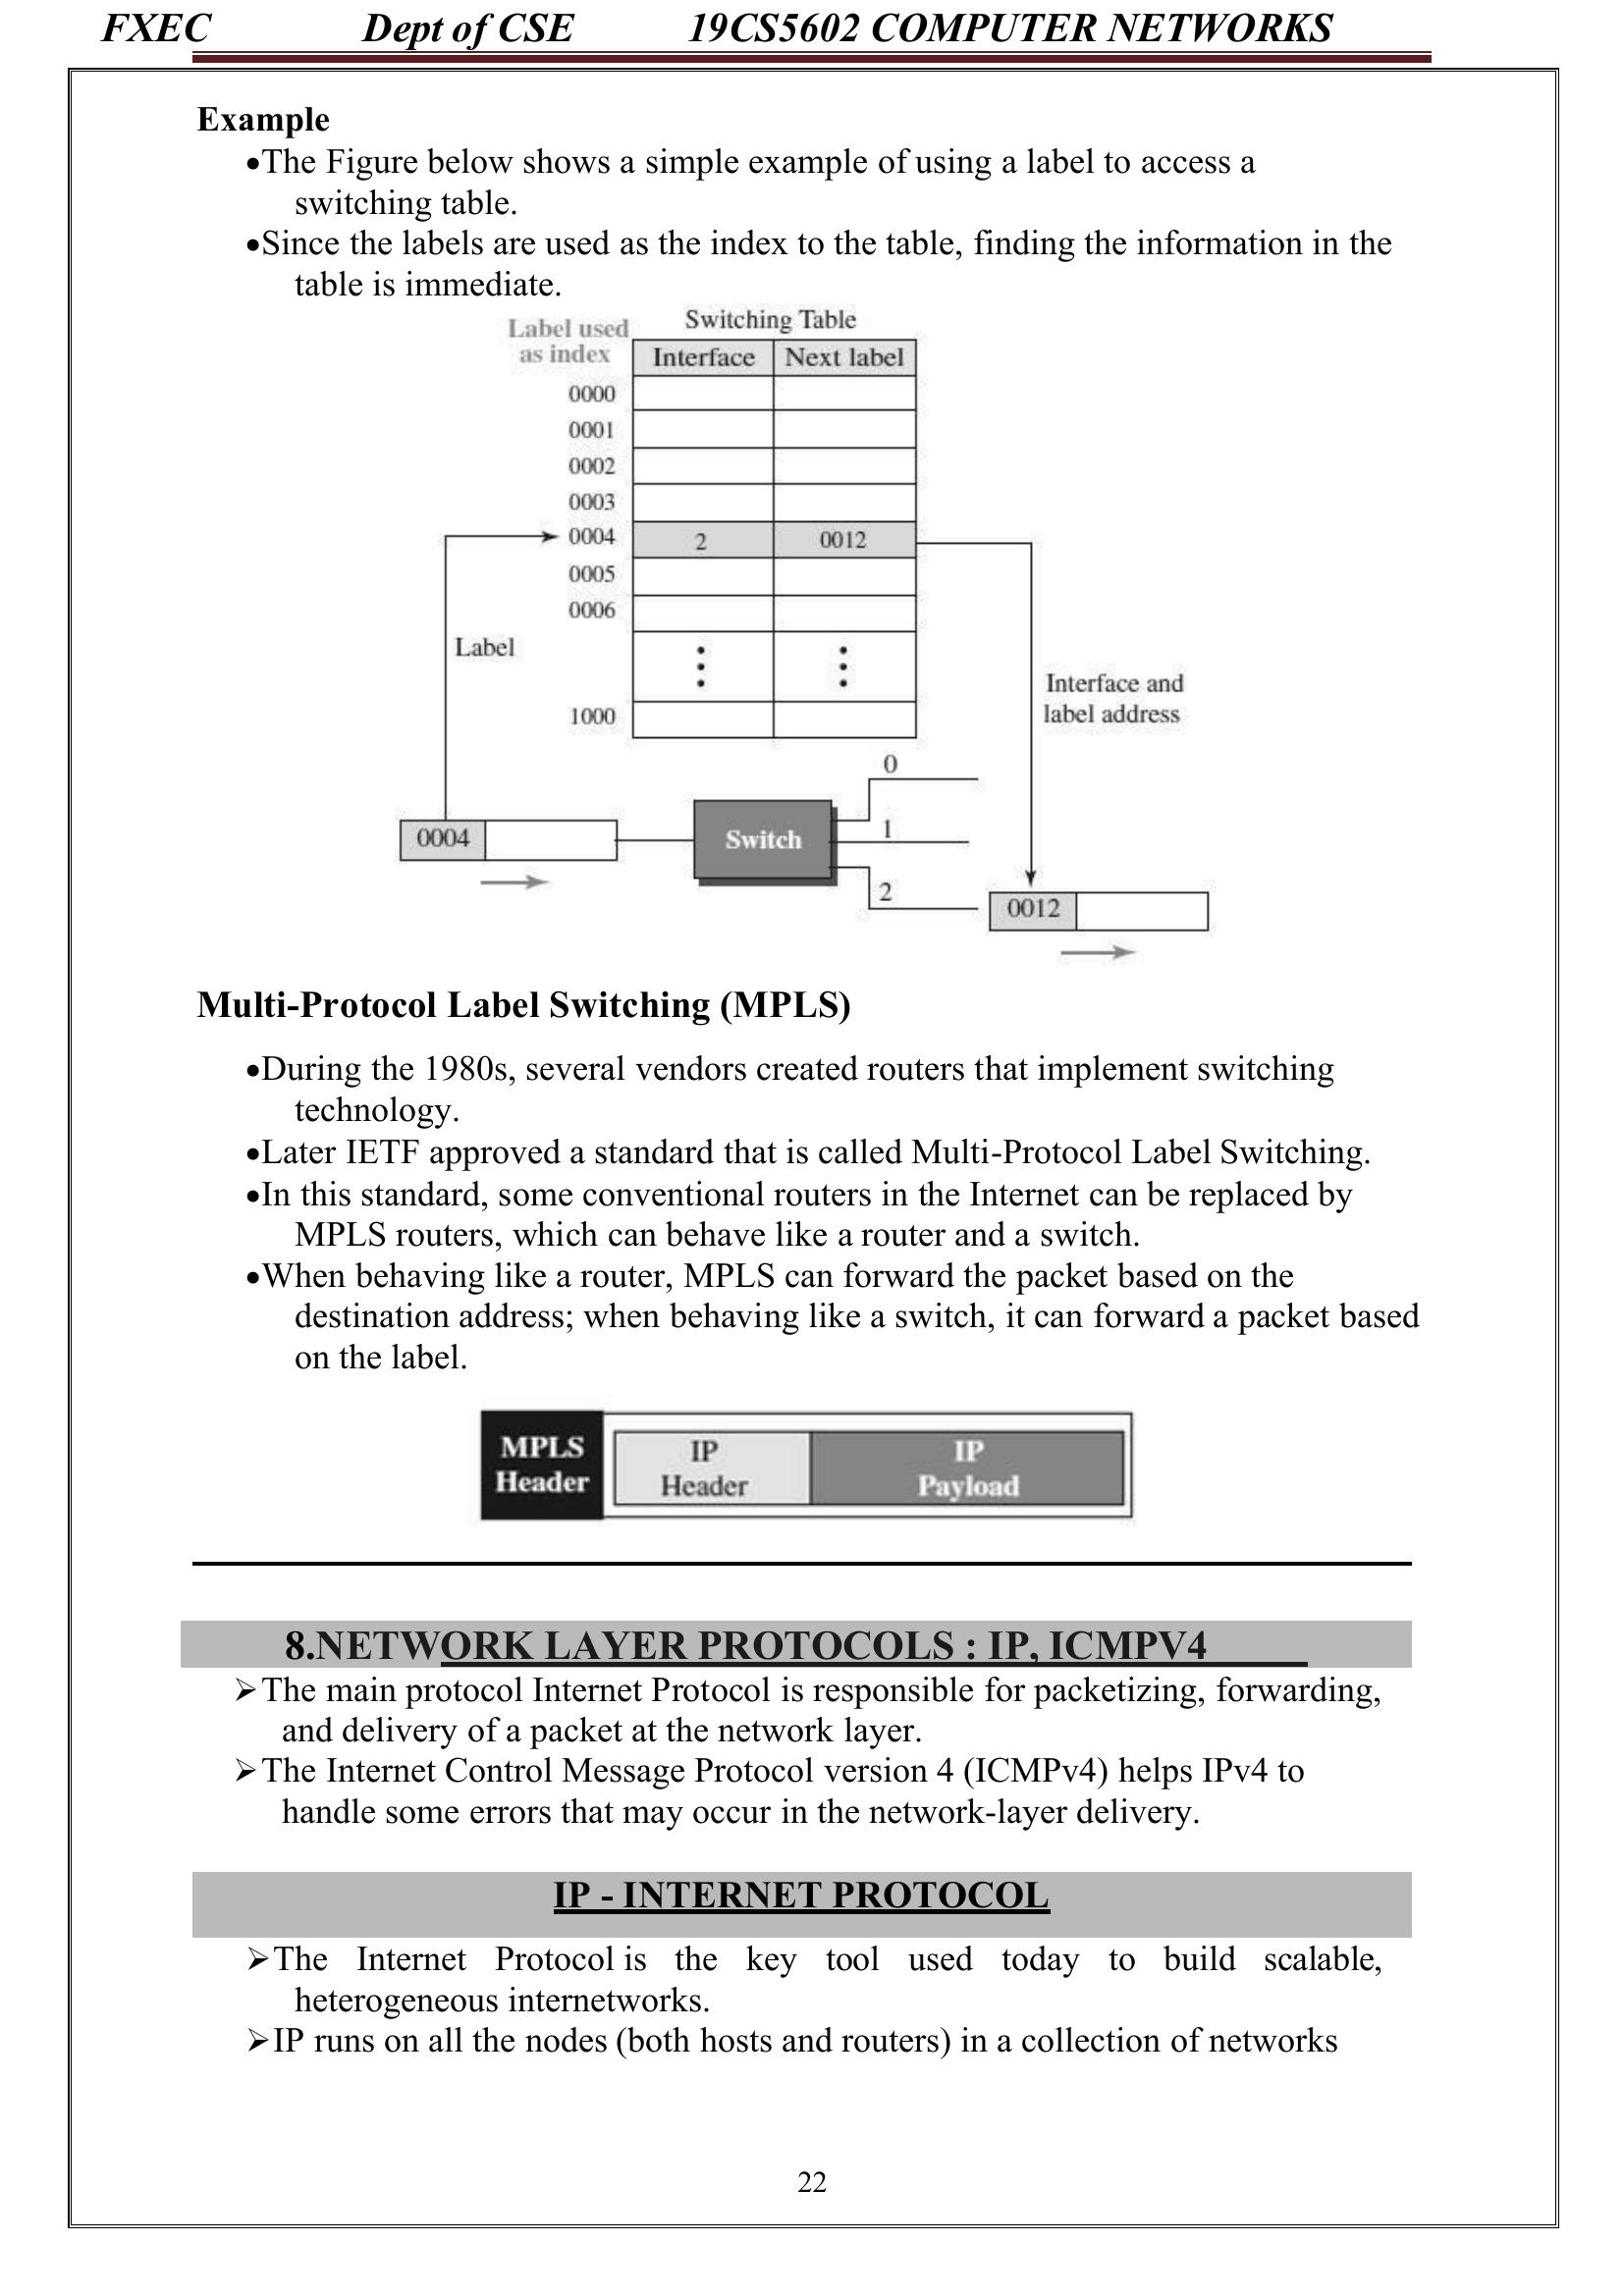 FXEC Dept of CSE 19CS5602 COMPUTER NETWORKS
Example
•The Figure below shows a simple example of using a label to access a
switching table.
•Since the labels are used as the index to the table, finding the information in the
table is immediate.
Switching Table
Label used
as index
Interface Next label
0000
0001
0002
0003
0004 2 0012
0005
0006
Label
Interface and
label address
1000
0
0004
Switch
1
2
0012
Multi-Protocol Label Switching (MPLS)
•During the 1980s, several vendors created routers that implement switching
technology.
•Later IETF approved a standard that is called Multi-Protocol Label Switching.
•In this standard, some conventional routers in the Internet can be replaced by
MPLS routers, which can behave like a router and a switch.
•When behaving like a router, MPLS can forward the packet based on the
destination address; when behaving like a switch, it can forward a packet based
on the label.
MPLS
Header
IP
Header
IP
Payload
8.NETWORK LAYER PROTOCOLS : IP, ICMPV4
➢The main protocol Internet Protocol is responsible for packetizing, forwarding,
and delivery of a packet at the network layer.
➢The Internet Control Message Protocol version 4 (ICMPv4) helps IPv4 to
handle some errors that may occur in the network-layer delivery.
IP - INTERNET PROTOCOL
➢The Internet Protocol is the key tool used today to build scalable,
heterogeneous internetworks.
➢IP runs on all the nodes (both hosts and routers) in a collection of networks
22